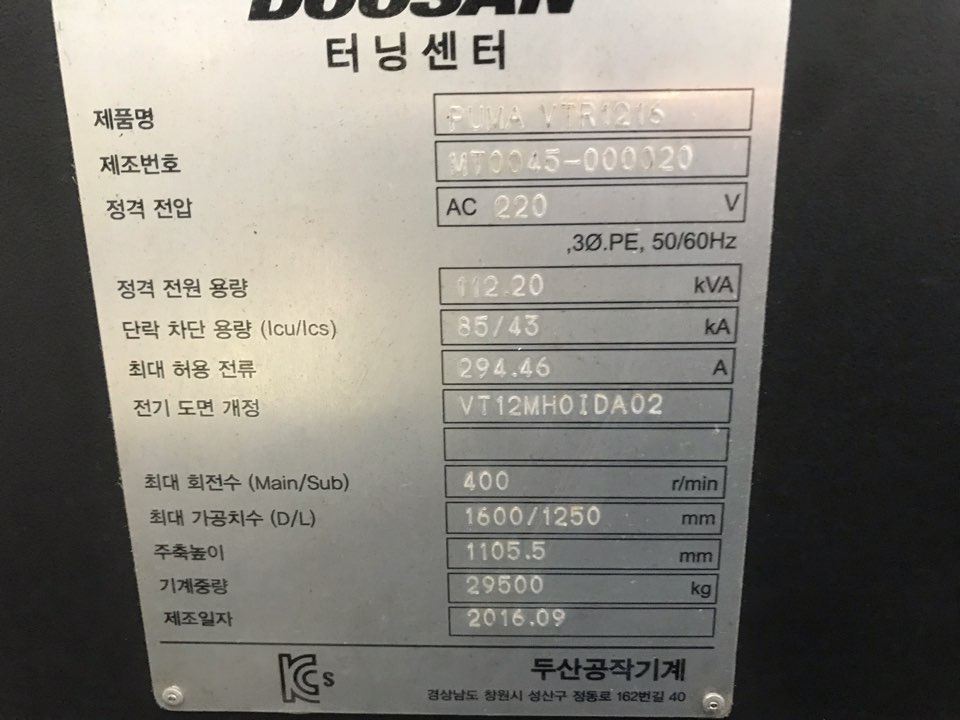 DOOSAN
터닝센터
제품명 PUMA VTR1216
제조번호 MT0045-000020
정격 전압 AC 220 V
,3Ø.PE, 50/60Hz
정격 전원 용량 112.20 kVA
단락 차단 용량 (Icu/Ics) 85/43 kA
최대 허용 전류 294.46 A
전기 도면 개정 VT12MH0IDA02
최대 회전수 (Main/Sub) 400 r/min
최대 가공치수 (D/L) 1600/1250 mm
주축높이 1105.5 mm
기계중량 29500 kg
제조일자 2016.09
KCs 두산공작기계
경상남도 창원시 성산구 정동로 162번길 40